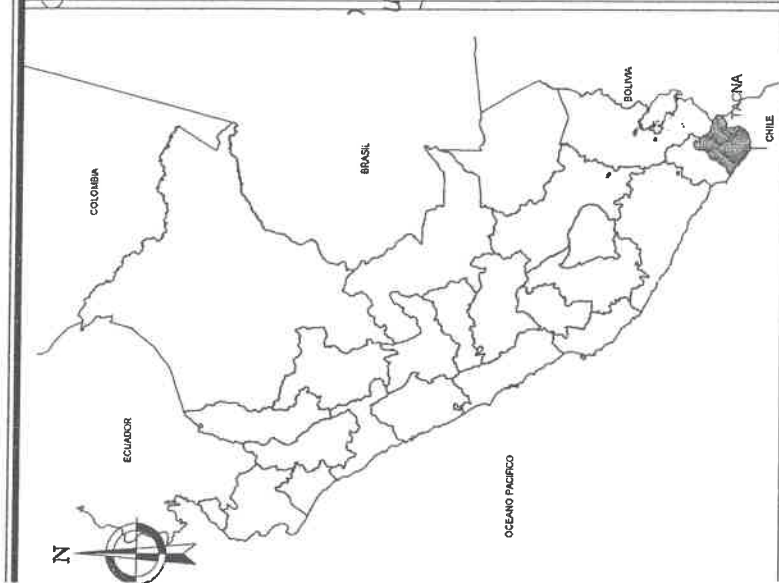 COLOMBIA
BRASIL
ECUADOR
N
OCEANO PACIFICO
BOLIVIA
TACNA
CHILE